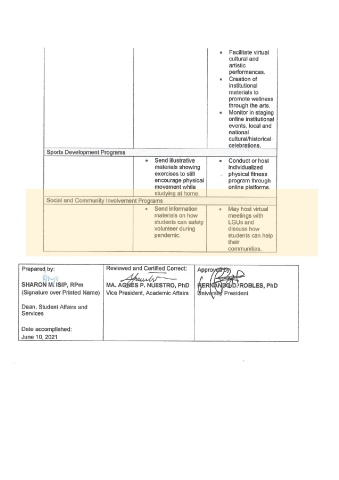 • Facilitate virtual
cultural and
artistic
performances.
• Creation of
institutional
materials to
promote wellness
through the arts.
• Monitor in staging
online institutional
events, local and
national
cultural/historical
celebrations.
Sports Development Programs
• Send illustrative
materials showing
exercises to still
encourage physical
movement while
studying at home.
• Conduct or host
individualized
physical fitness
program through
online platforms.
Social and Community Involvement Programs
• Send information
materials on how
students can safely
volunteer during
pandemic
• May host virtual
meetings with
LGUs and
discuss how
students can help
their
communities.
Prepared by:
SHARON M. ISIP, RPm
(Signature over Printed Name)
Dean, Student Affairs and
Services
Date accomplished:
June 10, 2021
Reviewed and Certified Correct:
MA. AGNES P. NUESTRO, PhD
Vice President, Academic Affairs
Approved by
ROBLES, PhD
University President